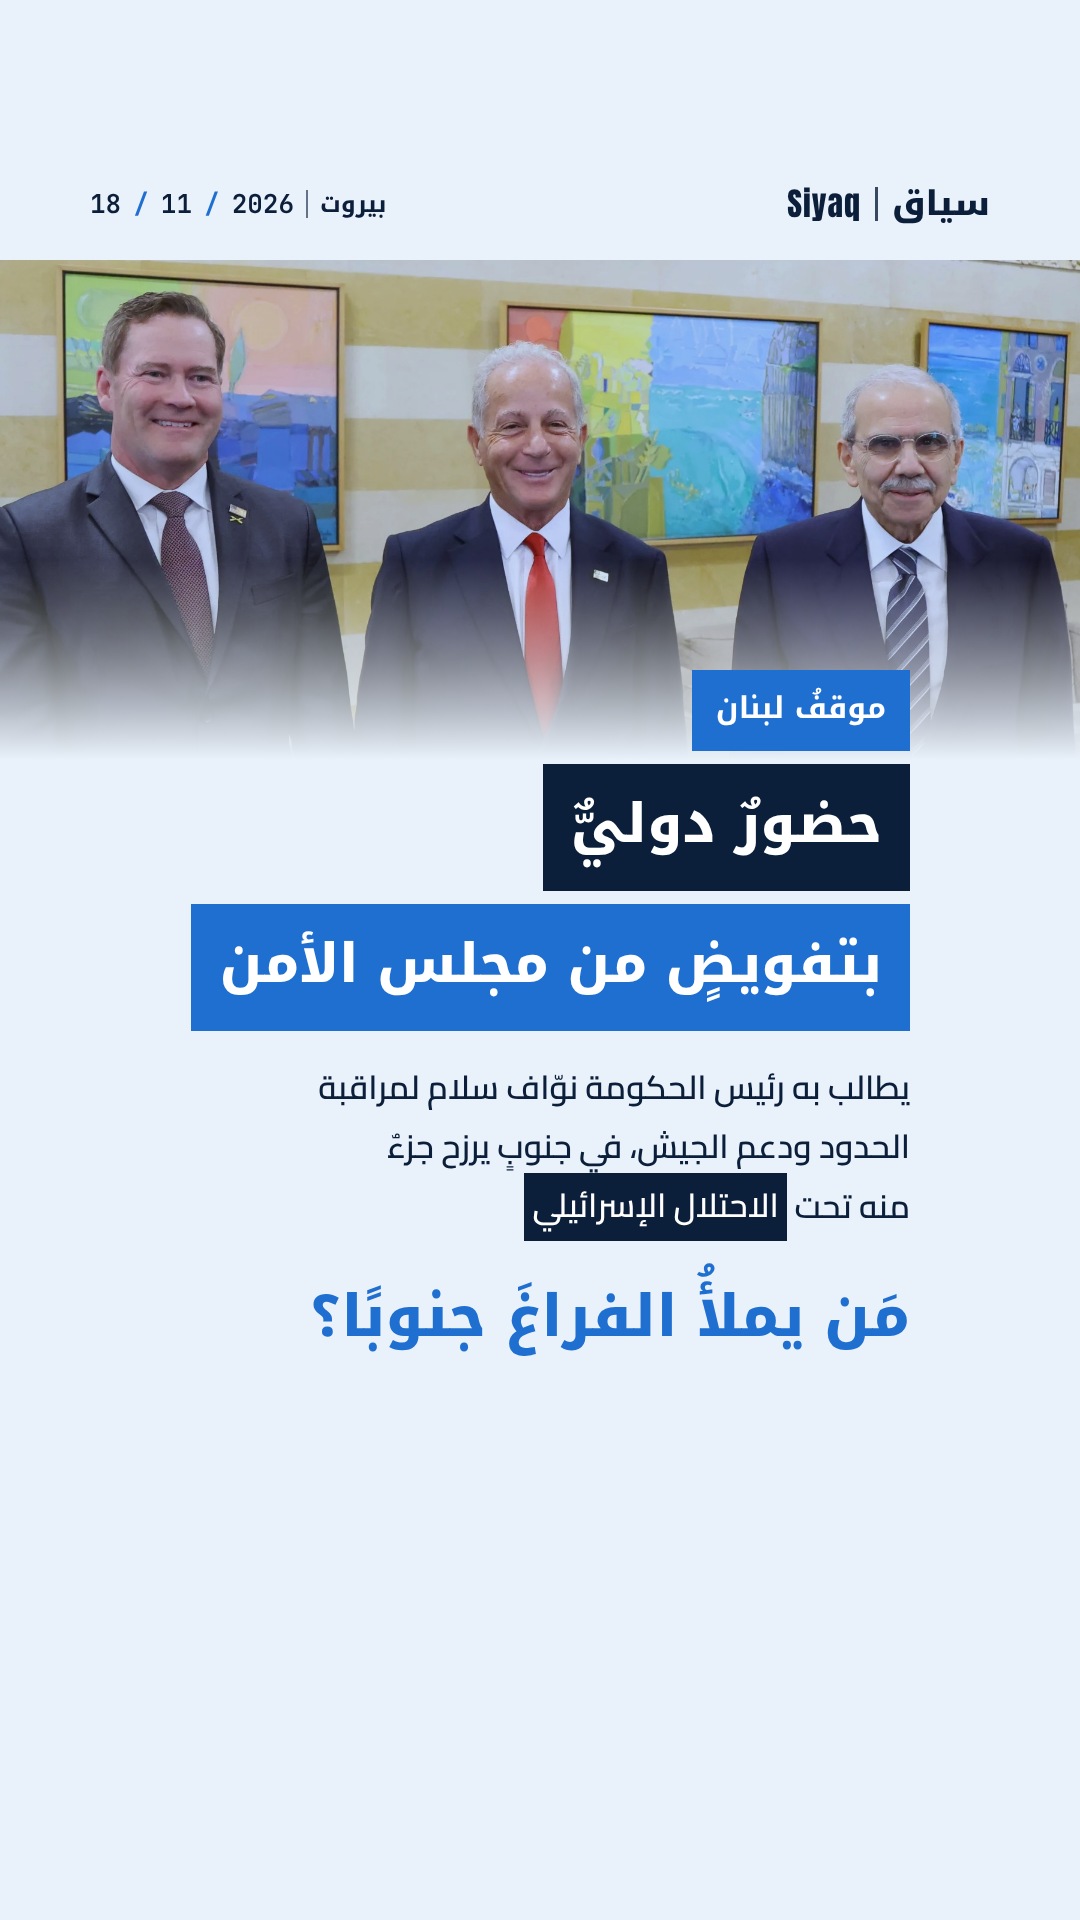 سياق | Siyaq
بيروت | 18 / 11 / 2026
موقفُ لبنان
حضورٌ دوليٌّ
بتفويضٍ من مجلس الأمن
يطالب به رئيس الحكومة نوّاف سلام لمراقبة
الحدود ودعم الجيش، في جنوبٍ يرزح جزءٌ
منه تحت الاحتلال الإسرائيلي
مَن يملأُ الفراغَ جنوبًا؟